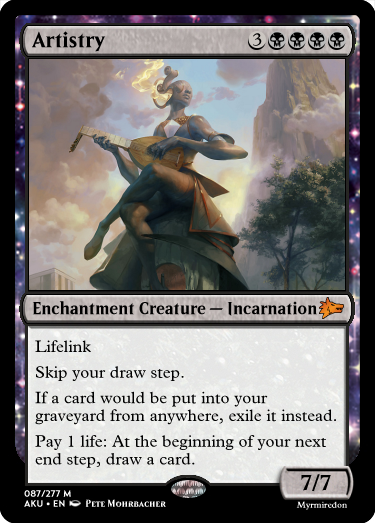 Artistry 3
Enchantment Creature — Incarnation
Lifelink
Skip your draw step.
If a card would be put into your
graveyard from anywhere, exile it instead.
Pay 1 life: At the beginning of your next
end step, draw a card.
7/7
087/277 M
AKU • EN Pete Mohrbacher
Myrmiredon